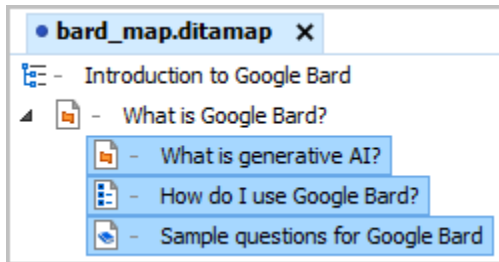 bard_map.ditamap
Introduction to Google Bard
What is Google Bard?
What is generative AI?
How do I use Google Bard?
Sample questions for Google Bard